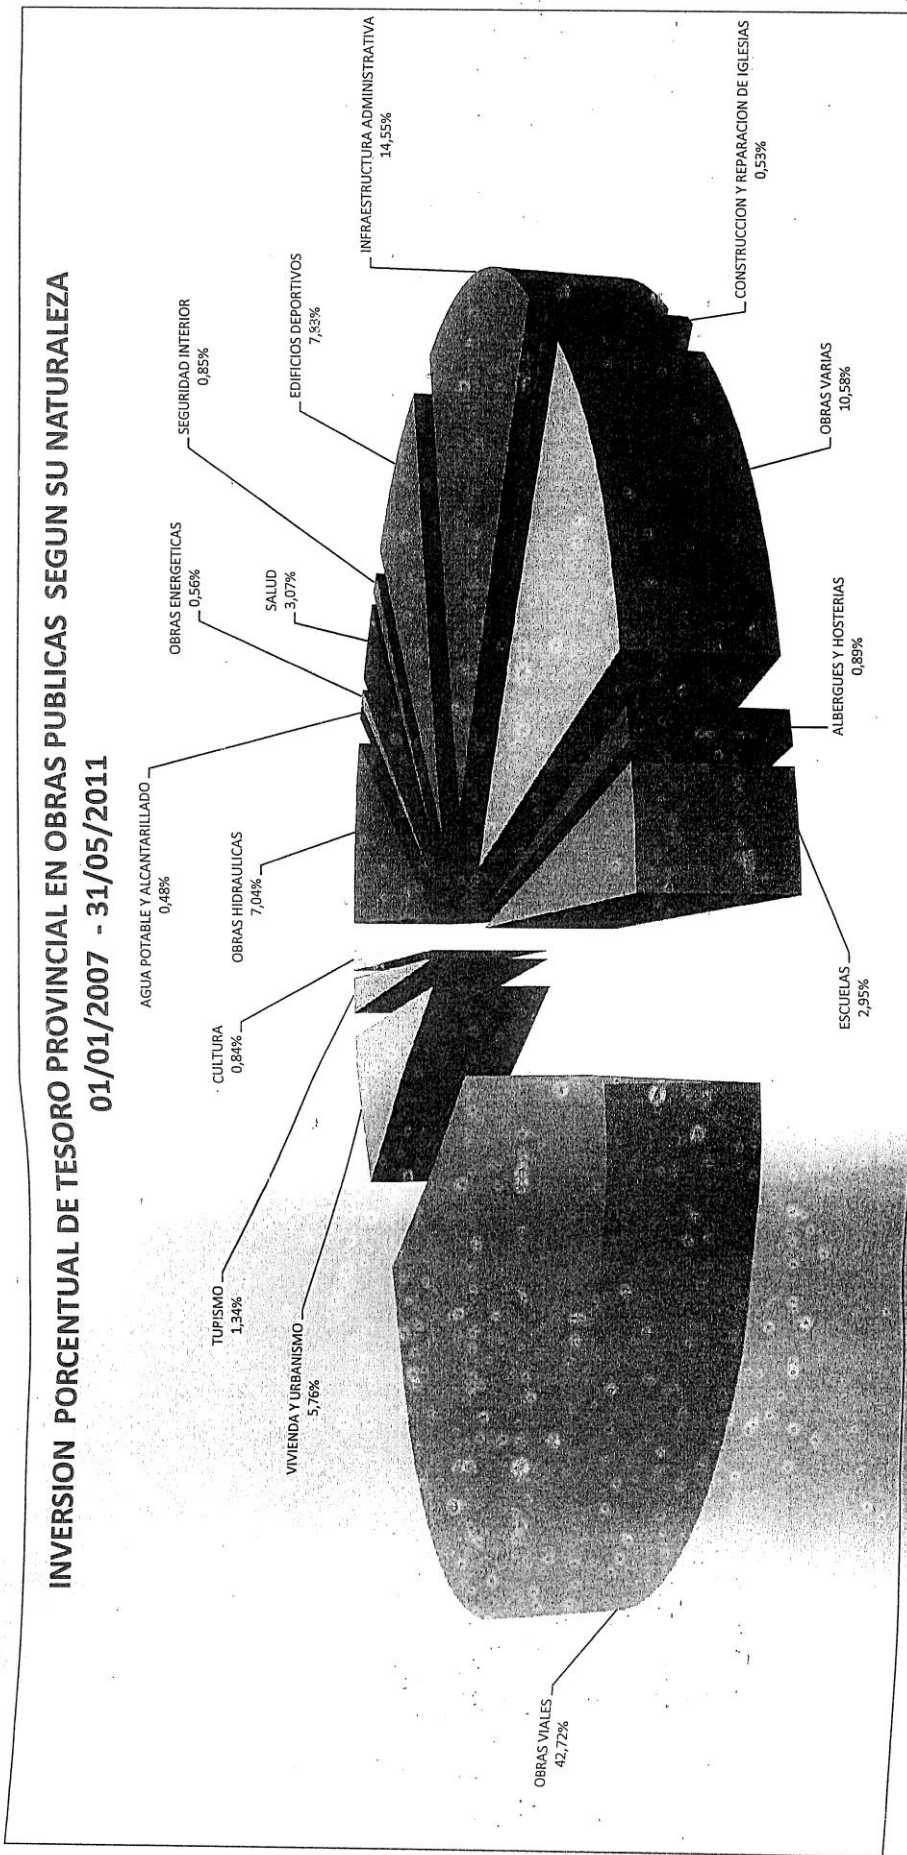 INVERSION PORCENTUAL DE TESORO PROVINCIAL EN OBRAS PUBLICAS SEGUN SU NATURALEZA
01/01/2007 - 31/05/2011
AGUA POTABLE Y ALCANTARILLADO
0,48%
OBRAS ENERGETICAS
0,56%
SEGURIDAD INTERIOR
0,85%
CULTURA
0,84%
OBRAS HIDRAULICAS
7,04%
SALUD
3,07%
EDIFICIOS DEPORTIVOS
7,83%
TURISMO
1,34%
VIVIENDA Y URBANISMO
5,76%
INFRAESTRUCTURA ADMINISTRATIVA
14,55%
CONSTRUCCION Y REPARACION DE IGLESIAS
0,53%
OBRAS VARIAS
10,58%
ALBERGUES Y HOSTERIAS
0,89%
ESCUELAS
2,95%
OBRAS VIALES
42,72%